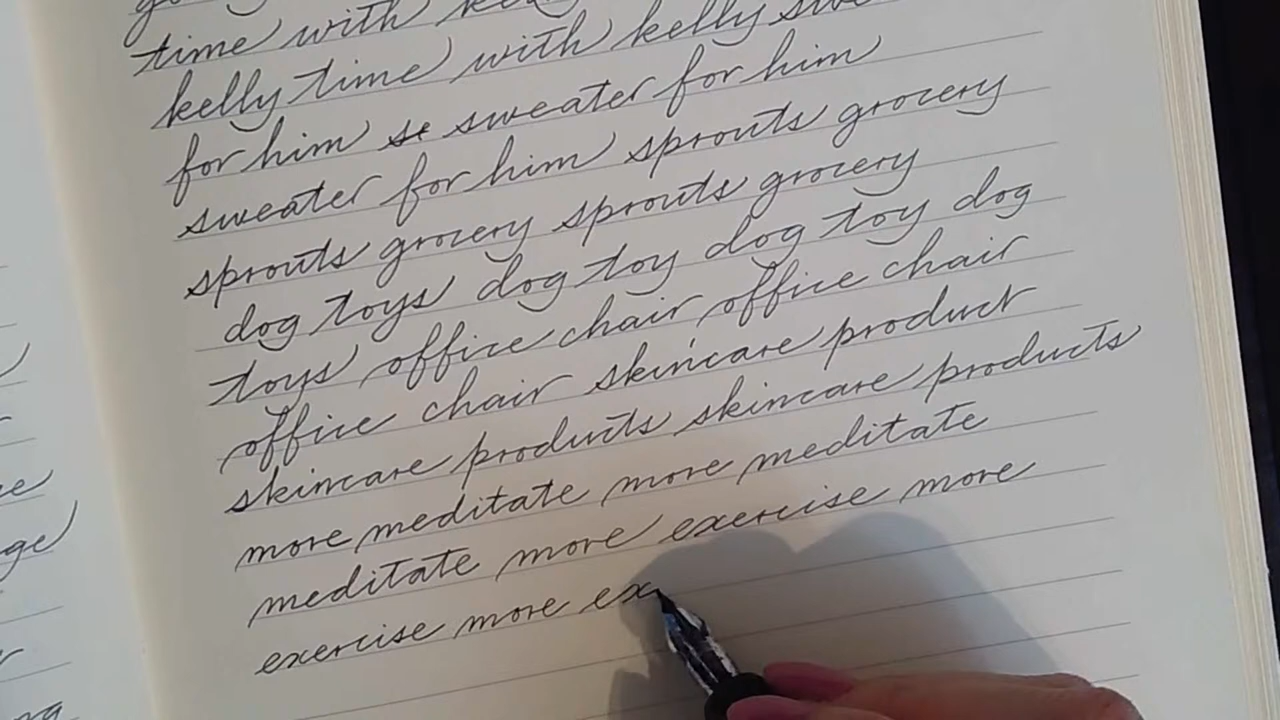 time with
kelly time with kelly
for him se sweater for him
sweater for him sprouts grocery
sprouts grocery sprouts grocery
dog toys dog toy dog toy dog
toys office chair office chair
office chair skincare product
skincare products skincare products
more meditate more meditate
meditate more exercise more
exercise more ex